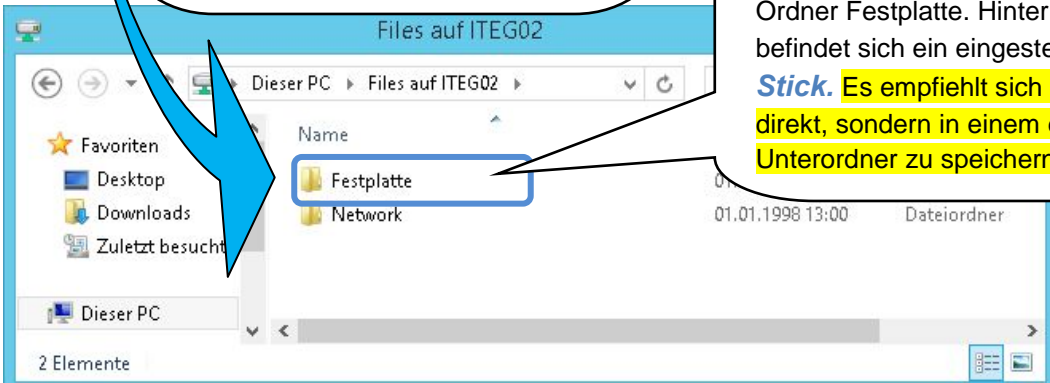 Ordner Festplatte. Hinter
befindet sich ein
Stick. Es empfiehlt sich
direkt, sondern in einem
Unterordner zu speichern
Files auf ITEG02
Dieser PC Files auf ITEG02
Favoriten
Desktop
Downloads
Zuletzt besucht
Dieser PC
Name
Festplatte
Network 01.01.1998 13:00 Dateiordner
2 Elemente